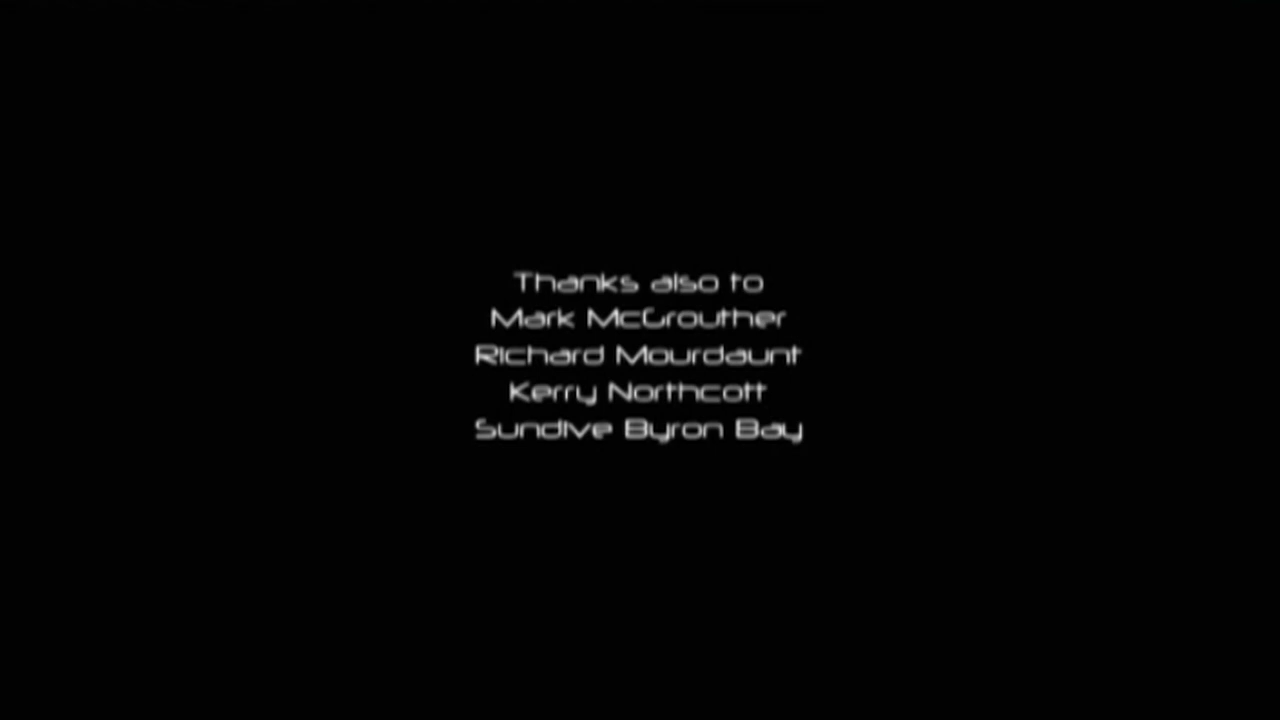 Thanks also to
Mark McGrouther
Richard Mourdaunt
Kerry Northcott
Sundive Byron Bay